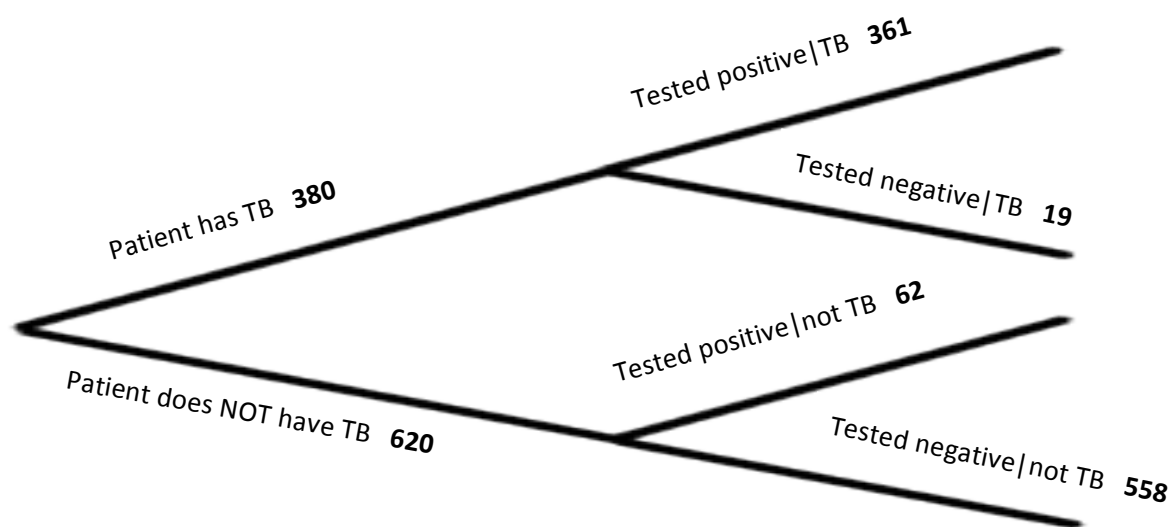 Tested positive|TB 361
Tested negative|TB 19
Patient has TB 380
Tested positive|not TB 62
Patient does NOT have TB 620
Tested negative|not TB 558